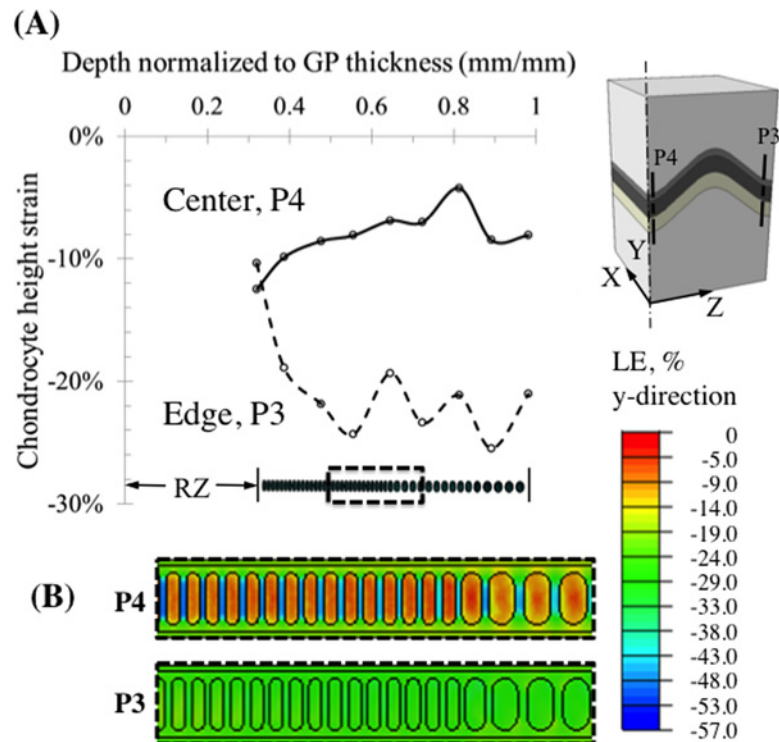 (A)
Depth normalized to GP thickness (mm/mm)
0 0.2 0.4 0.6 0.8 1
0%
-10%
-20%
-30%
Chondrocyte height strain
Center, P4
Edge, P3
RZ
P4
P3
Y
X
Z
LE, %
y-direction
0
-5.0
-9.0
-14.0
-19.0
-24.0
-29.0
-33.0
-38.0
-43.0
-48.0
-53.0
-57.0
(B)
P4
P3